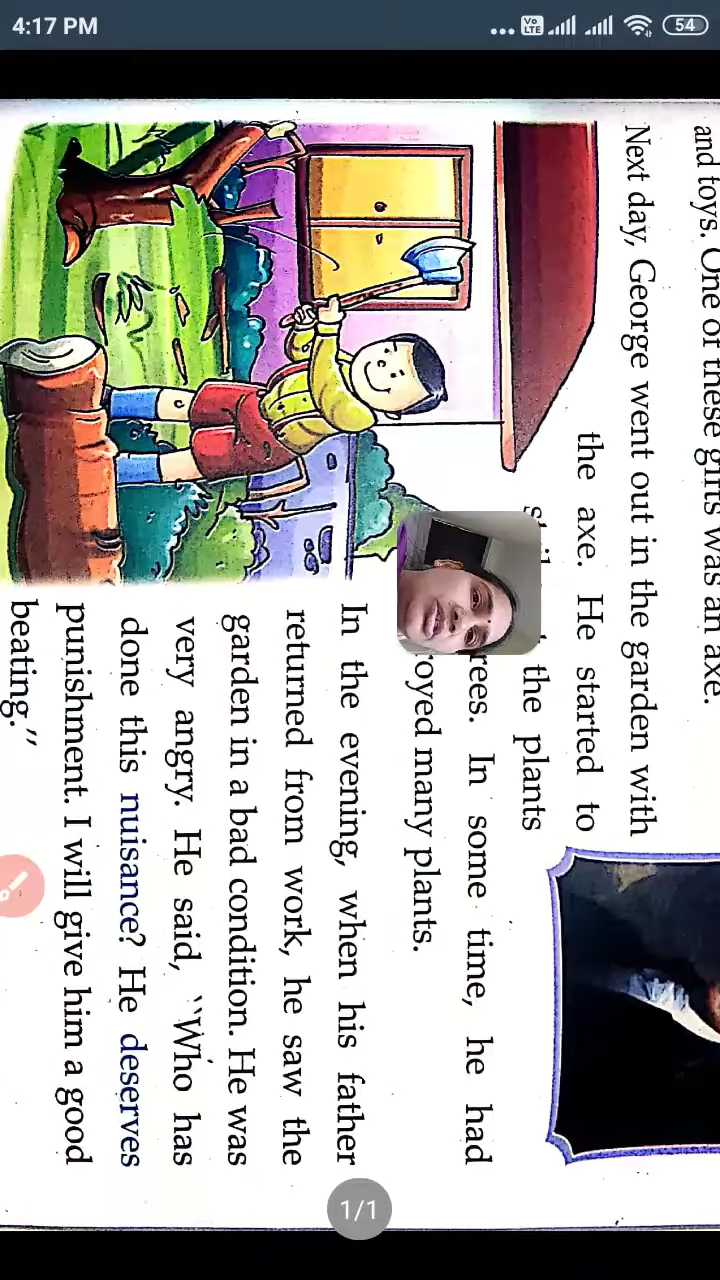 4:17 PM
Vo
LTE
54
and toys. One of these gifts was an axe.
Next day, George went out in the garden with
the axe. He started to
the plants
rees. In some time, he had
royed many plants.
In the evening, when his father
returned from work, he saw the
garden in a bad condition. He was
very angry. He said, ``Who has
done this nuisance? He deserves
punishment. I will give him a good
beating.''
1/1